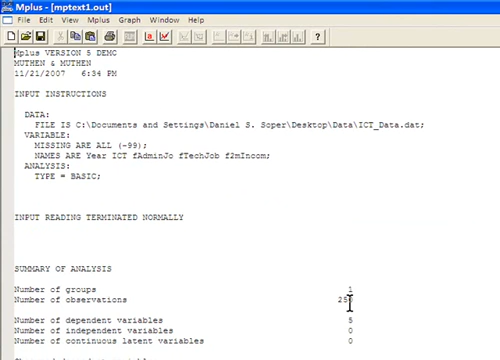 Mplus - [mptext1.out]
File Edit View Mplus Graph Window Help
Mplus VERSION 5 DEMO
MUTHEN & MUTHEN
11/21/2007 6:34 PM
INPUT INSTRUCTIONS
DATA:
FILE IS C:\Documents and Settings\Daniel S. Soper\Desktop\Data\ICT_Data.dat;
VARIABLE:
MISSING ARE ALL (-99);
NAMES ARE Year ICT fAdminJo fTechJob f2mIncom;
ANALYSIS:
TYPE = BASIC;
INPUT READING TERMINATED NORMALLY
SUMMARY OF ANALYSIS
Number of groups 1
Number of observations 250
Number of dependent variables 5
Number of independent variables 0
Number of continuous latent variables 0